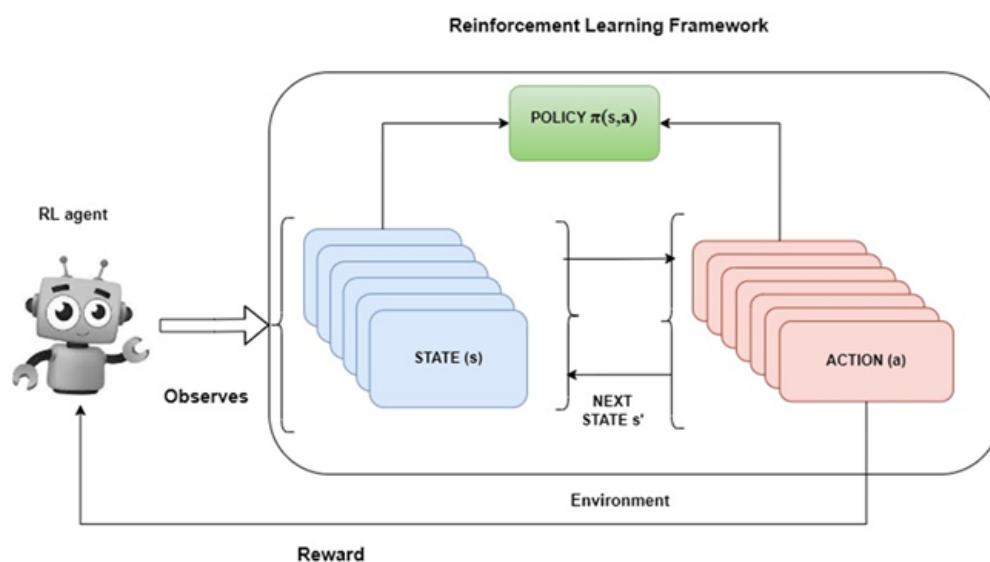 Reinforcement Learning Framework
POLICY π(s,a)
RL agent
STATE (s)
ACTION (a)
Observes
NEXT
STATE s'
Environment
Reward